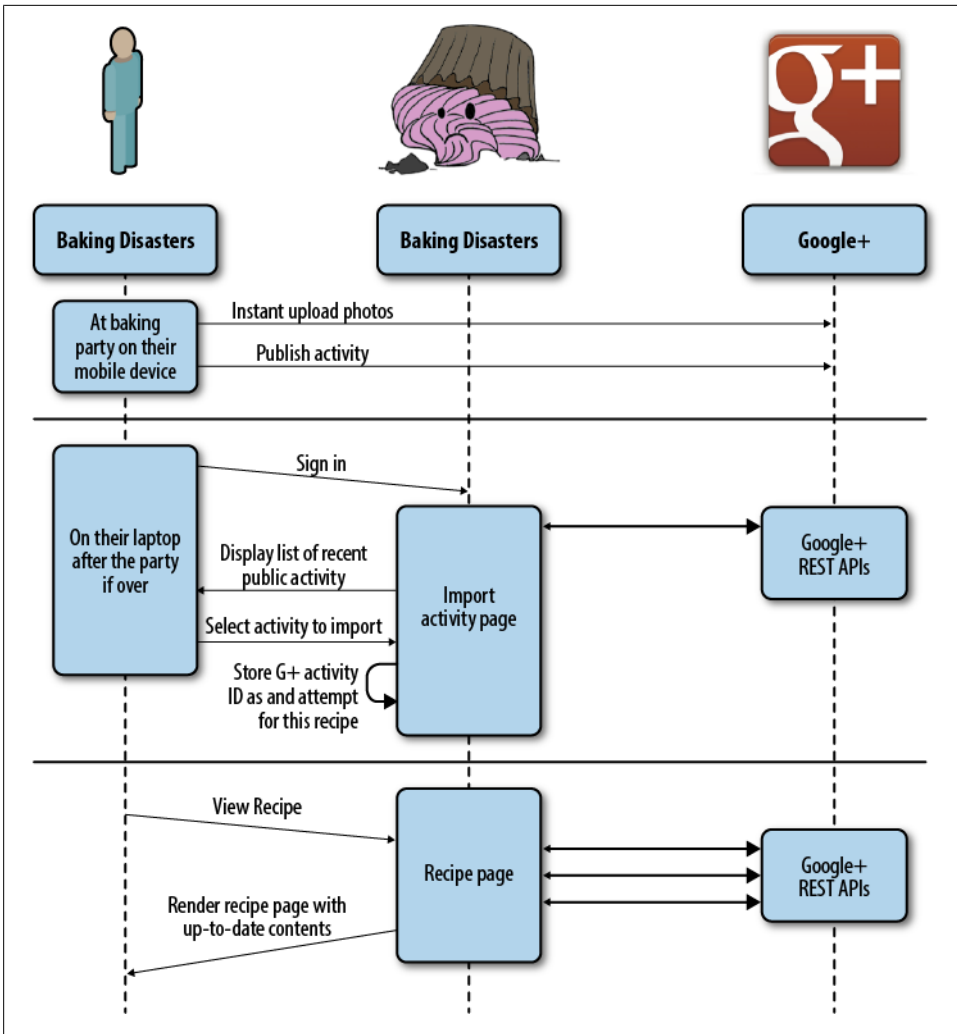 g+
Baking Disasters
Baking Disasters
Google+
At baking
party on their
mobile device
Instant upload photos
Publish activity
On their laptop
after the party
if over
Sign in
Display list of recent
public activity
Select activity to import
Store G+ activity
ID as and attempt
for this recipe
Import
activity page
Google+
REST APIs
View Recipe
Render recipe page with
up-to-date contents
Recipe page
Google+
REST APIs